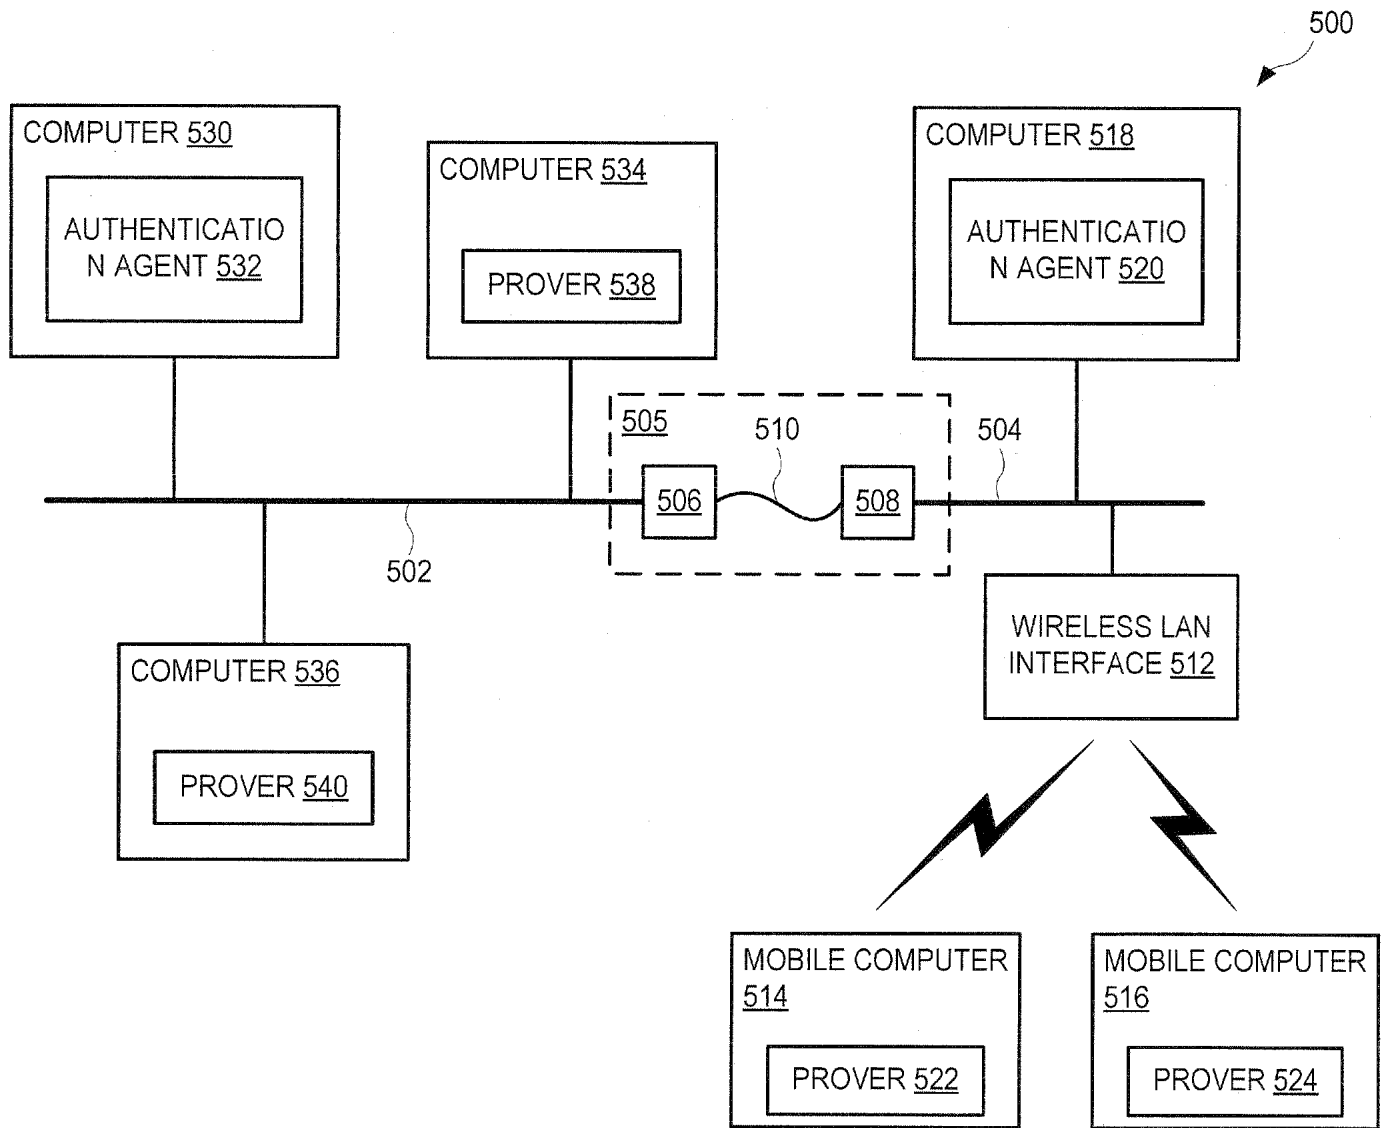 500
COMPUTER 530
AUTHENTICATIO
N AGENT 532
COMPUTER 534
PROVER 538
COMPUTER 518
AUTHENTICATIO
N AGENT 520
505
510
504
506
508
502
COMPUTER 536
PROVER 540
WIRELESS LAN
INTERFACE 512
MOBILE COMPUTER
514
PROVER 522
MOBILE COMPUTER
516
PROVER 524